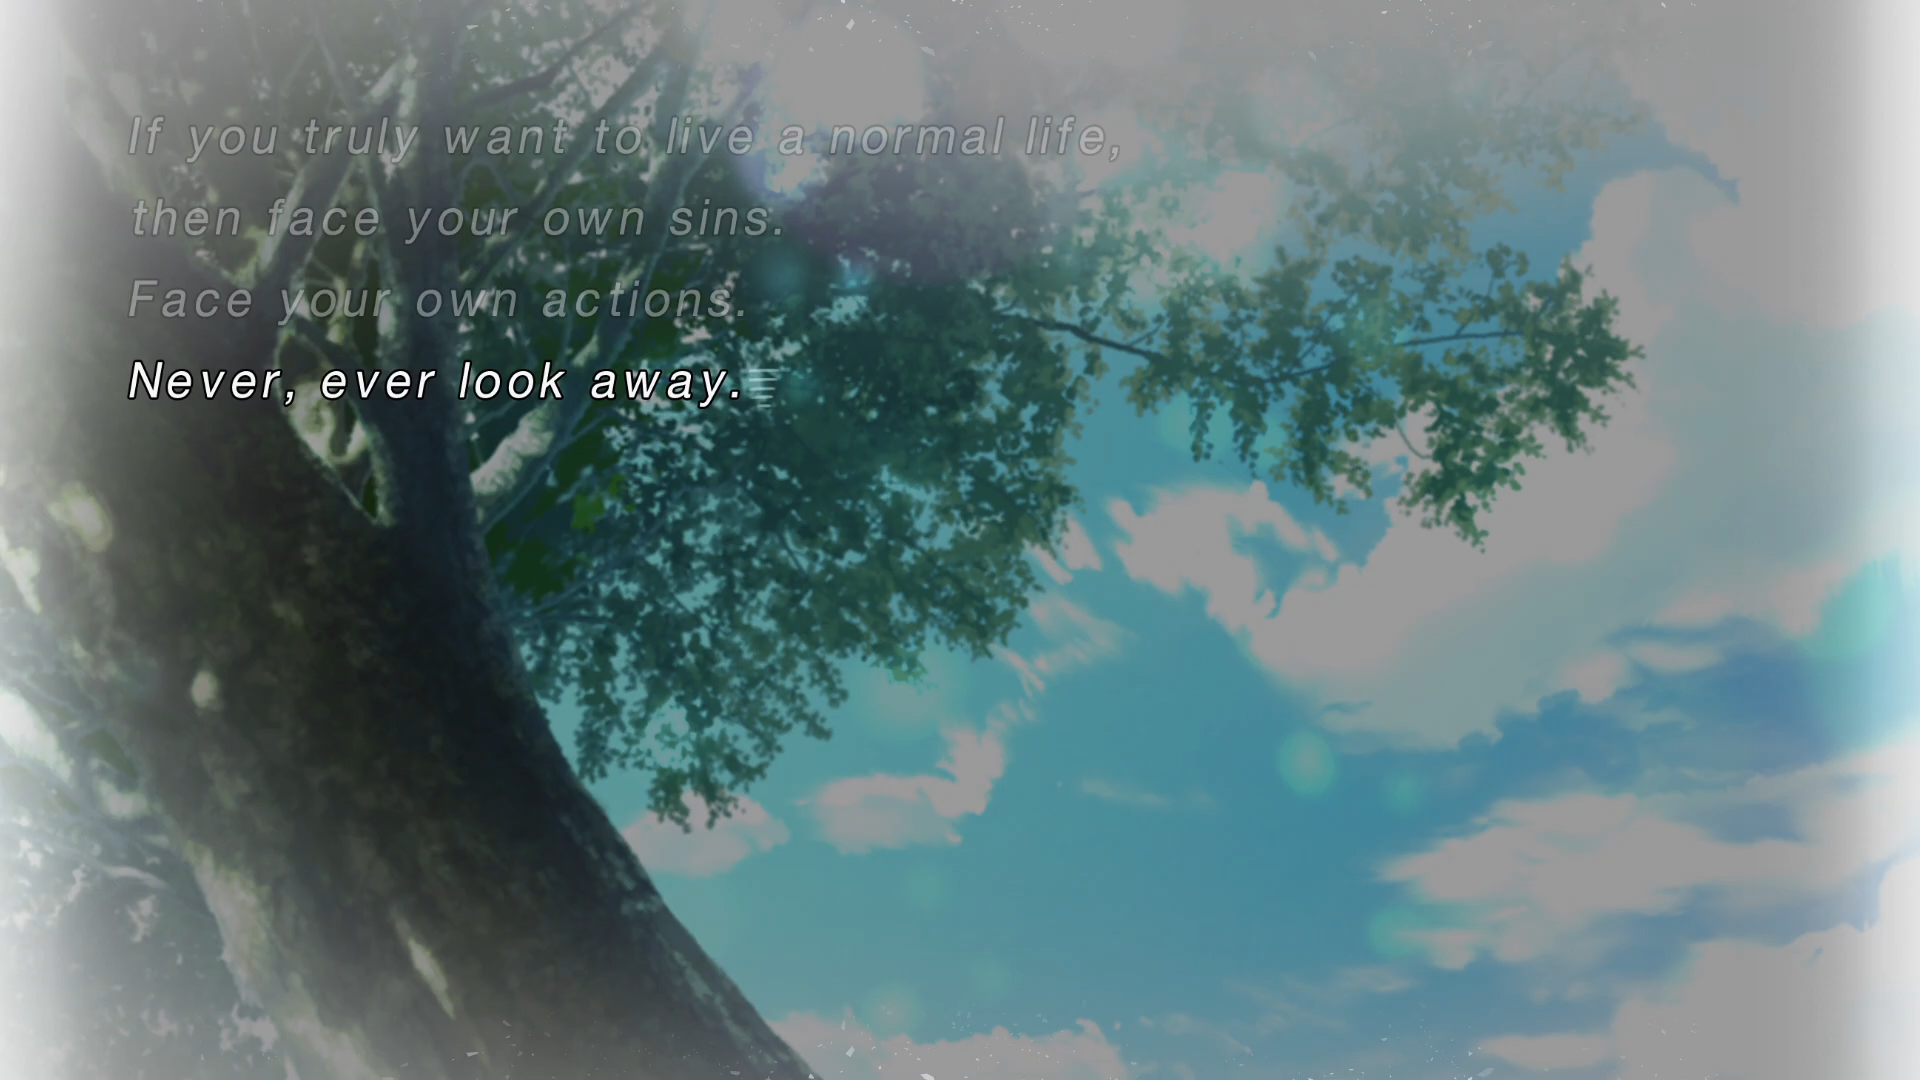 If you truly want to live a normal life,
then face your own sins.
Face your own actions.
Never, ever look away.